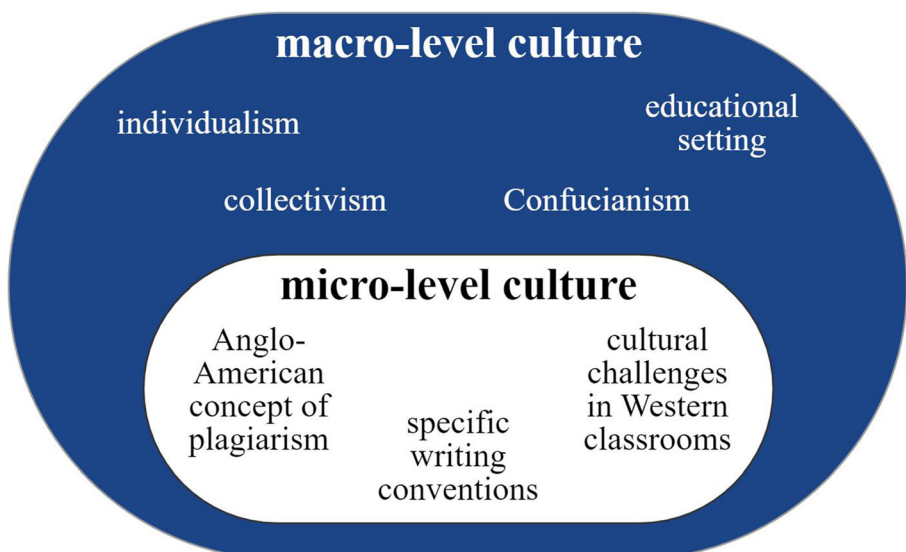 macro-level culture
individualism
educational
setting
collectivism
Confucianism
micro-level culture
Anglo-
American
concept of
plagiarism
specific
writing
conventions
cultural
challenges
in Western
classrooms